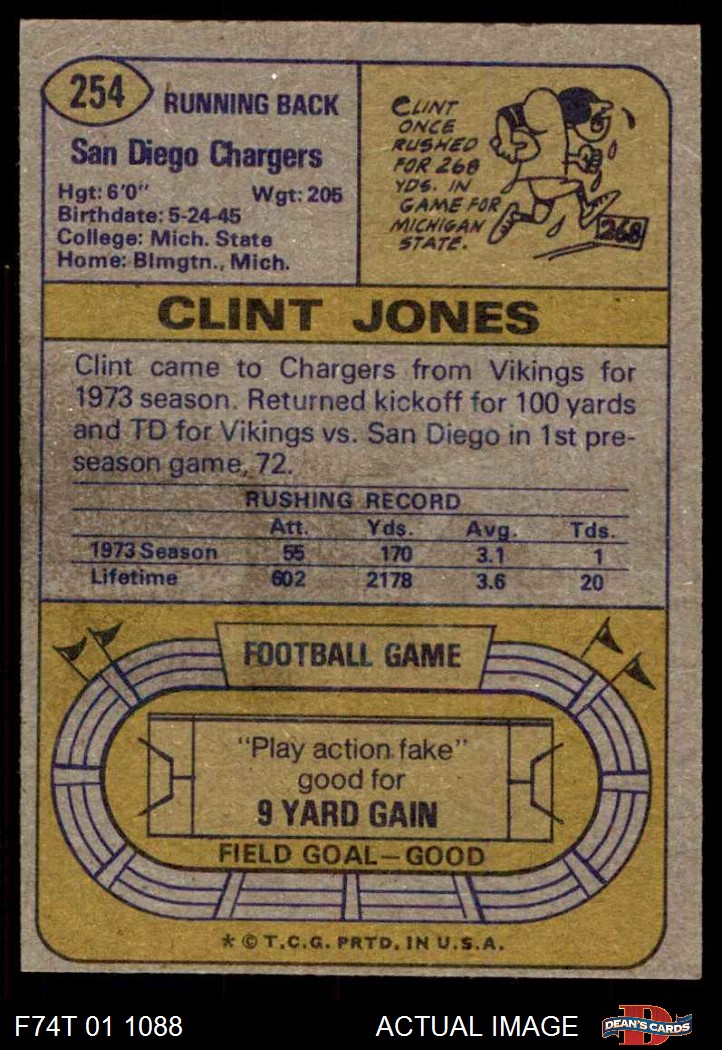 254
RUNNING BACK
San Diego Chargers
Hgt: 6'0" Wgt: 205
Birthdate: 5-24-45
College: Mich. State
Home: Blmgtn., Mich.
CLINT
ONCE
RUSHED
FOR 268
YDS. IN
GAME FOR
MICHIGAN
STATE.
268
CLINT JONES
Clint came to Chargers from Vikings for
1973 season. Returned kickoff for 100 yards
and TD for Vikings vs. San Diego in 1st pre-
season game, 72.
RUSHING RECORD
Att. Yds. Avg. Tds.
1973 Season 55 170 3.1 1
Lifetime 602 2178 3.6 20
FOOTBALL GAME
"Play action fake"
good for
9 YARD GAIN
FIELD GOAL—GOOD
* © T.C.G. PRTD. IN U.S.A.
F74T 01 1088 ACTUAL IMAGE
D
DEAN'S CARDS